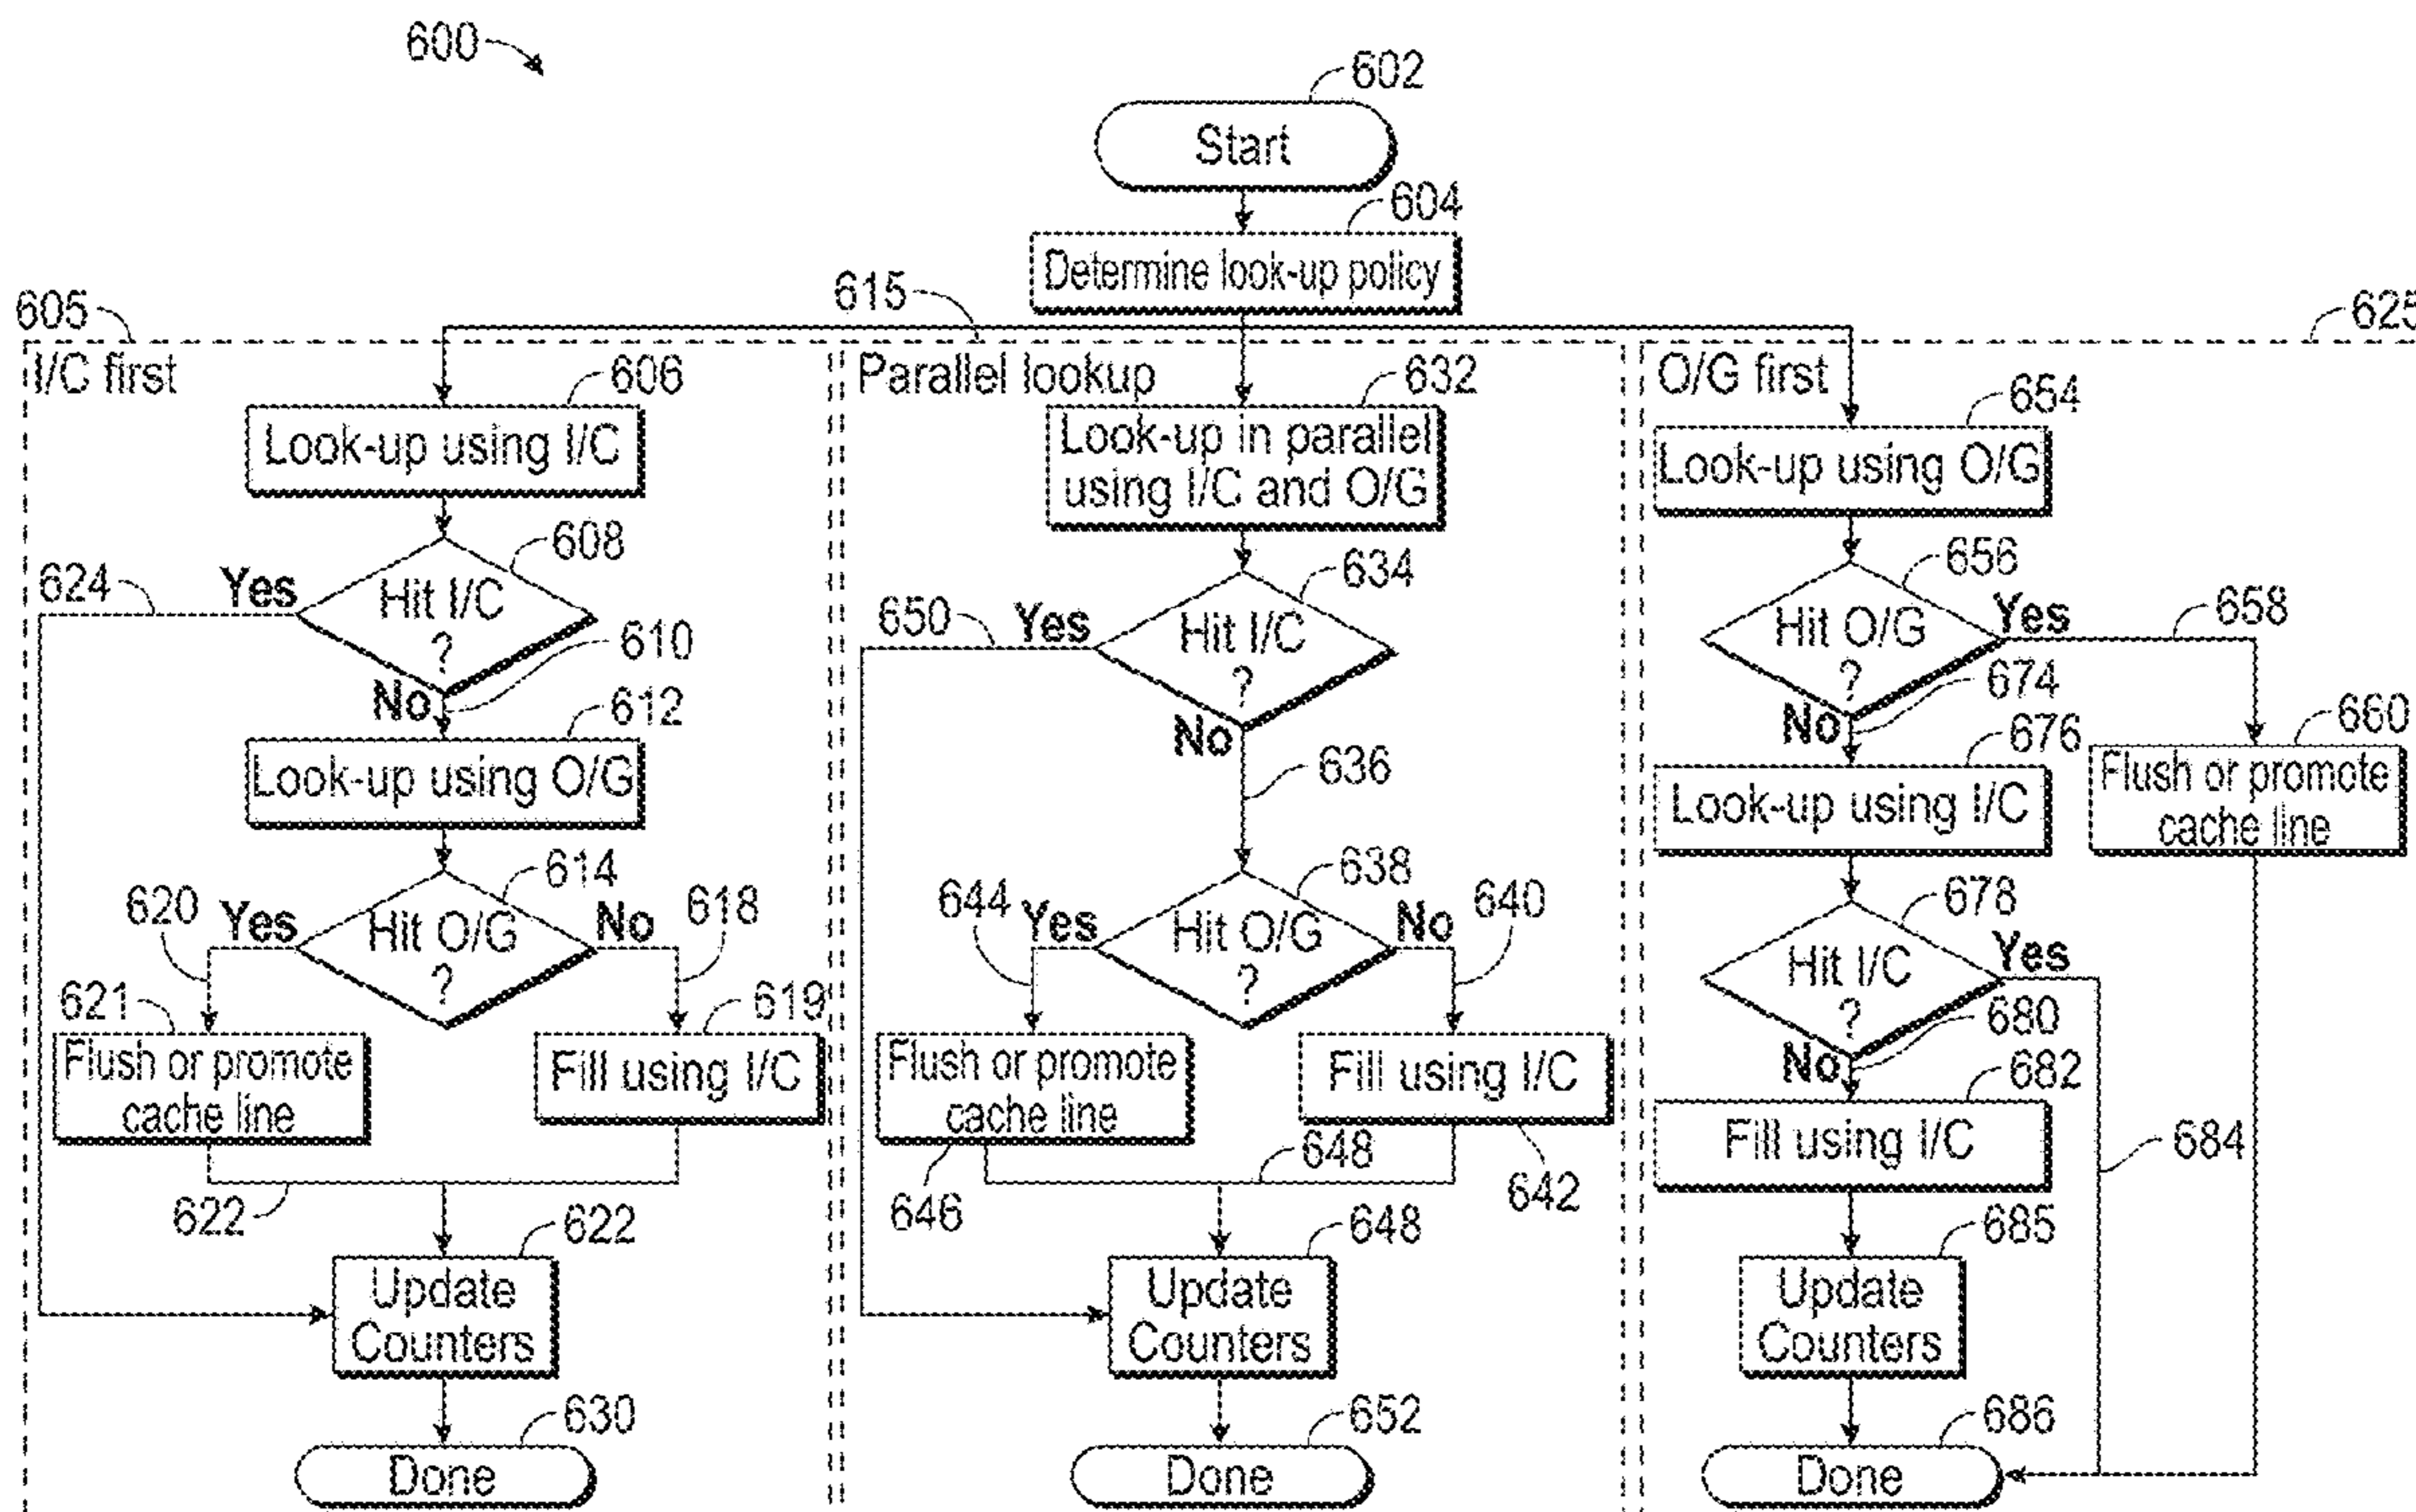 600
602
Start
604
Determine look-up policy
605
615
625
I/C first
606
Look-up using I/C
608
Hit I/C
?
624
Yes
610
No
612
Look-up using O/G
614
Hit O/G
?
620
Yes
No
618
621
Flush or promote
cache line
619
Fill using I/C
622
622
Update
Counters
630
Done
Parallel lookup
632
Look-up in parallel
using I/C and O/G
634
Hit I/C
?
650
Yes
No
636
638
Hit O/G
?
644
Yes
No
640
Flush or promote
cache line
646
Fill using I/C
642
648
648
Update
Counters
652
Done
O/G first
654
Look-up using O/G
656
Hit O/G
?
Yes
658
674
No
676
Look-up using I/C
660
Flush or promote
cache line
678
Hit I/C
?
Yes
680
No
682
Fill using I/C
684
685
Update
Counters
686
Done